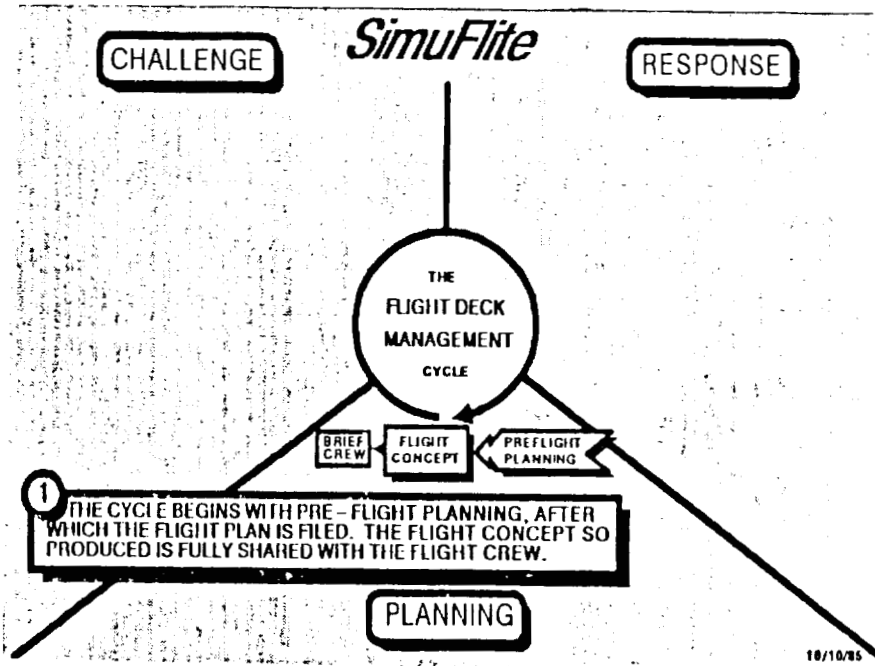 SimuFlite
CHALLENGE
RESPONSE
THE
FLIGHT DECK
MANAGEMENT
CYCLE
BRIEF
CREW
FLIGHT
CONCEPT
PREFLIGHT
PLANNING
1
THE CYCLE BEGINS WITH PRE-FLIGHT PLANNING, AFTER
WHICH THE FLIGHT PLAN IS FILED. THE FLIGHT CONCEPT SO
PRODUCED IS FULLY SHARED WITH THE FLIGHT CREW.
PLANNING
10/10/85